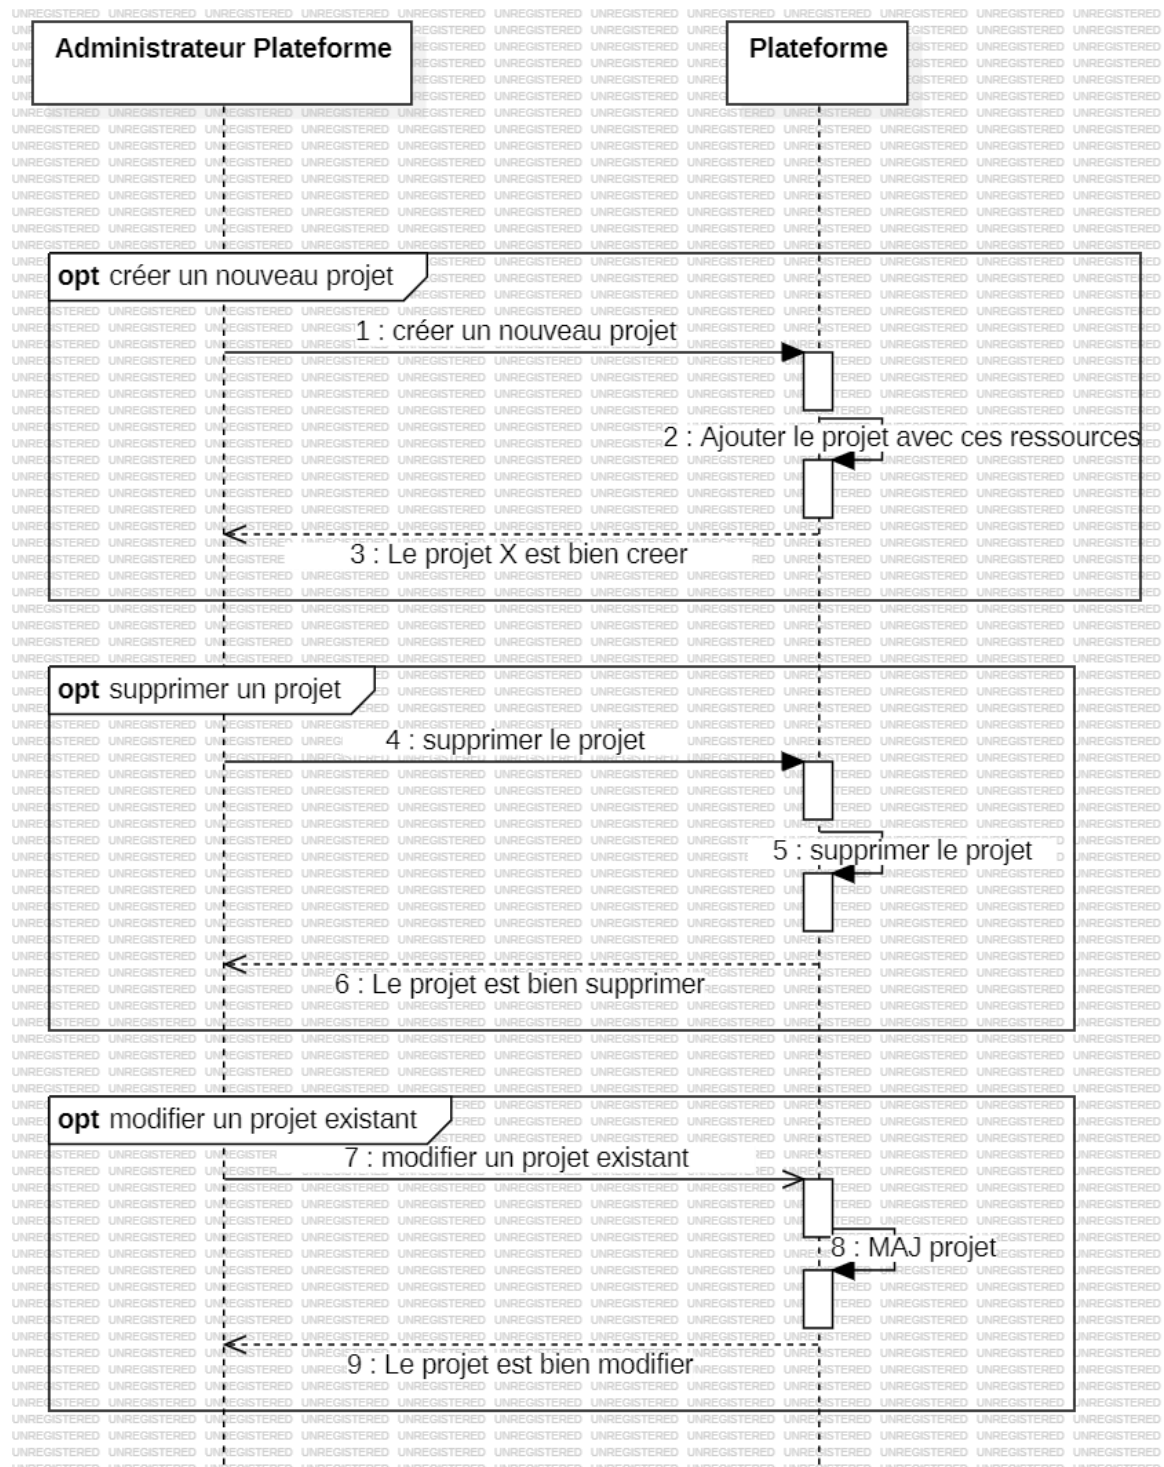 Administrateur Plateforme
Plateforme
opt créer un nouveau projet
1 : créer un nouveau projet
2 : Ajouter le projet avec ces ressources
3 : Le projet X est bien creer
opt supprimer un projet
4 : supprimer le projet
5 : supprimer le projet
6 : Le projet est bien supprimer
opt modifier un projet existant
7 : modifier un projet existant
8 : MAJ projet
9 : Le projet est bien modifier
UNREGISTERED